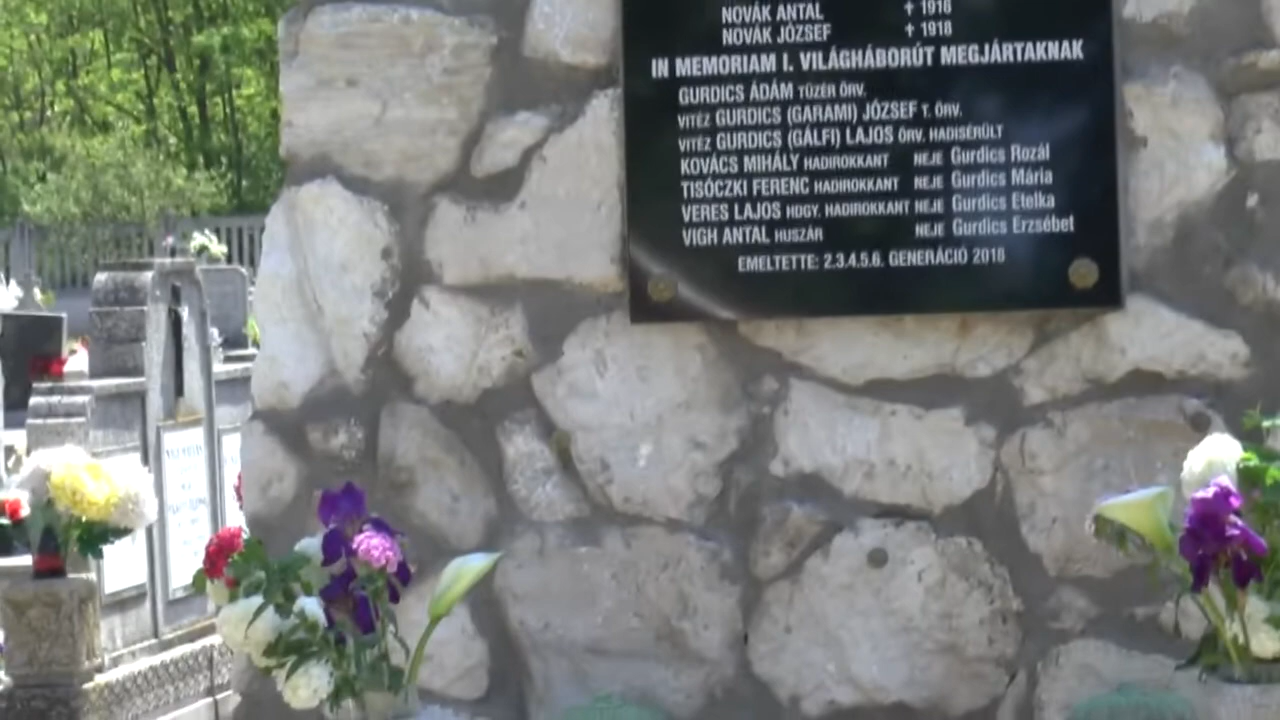 NOVÁK ANTAL † 1916
NOVÁK JÓZSEF † 1918
IN MEMORIAM I. VILÁGHÁBORÚT MEGJÁRTAKNAK
GURDICS ÁDÁM TÜZÉR ŐRV.
VITÉZ GURDICS (GARAMI) JÓZSEF T. ŐRV.
VITÉZ GURDICS (GÁLFI) LAJOS ŐRV. HADISÉRÜLT
KOVÁCS MIHÁLY HADIROKKANT NEJE Gurdics Rozál
TISÓCZKI FERENC HADIROKKANT NEJE Gurdics Mária
VERES LAJOS HDGY. HADIROKKANT NEJE Gurdics Etelka
VIGH ANTAL HUSZÁR NEJE Gurdics Erzsébet
EMELTETTE: 2.3.4.5.6. GENERÁCIÓ 2016